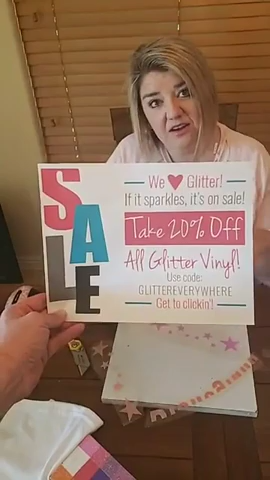 SALE
We ♥ Glitter!
If it sparkles, it's on sale!
Take 20% Off
All Glitter Vinyl!
Use code:
GLITTEREVERYWHERE
Get to clickin'!